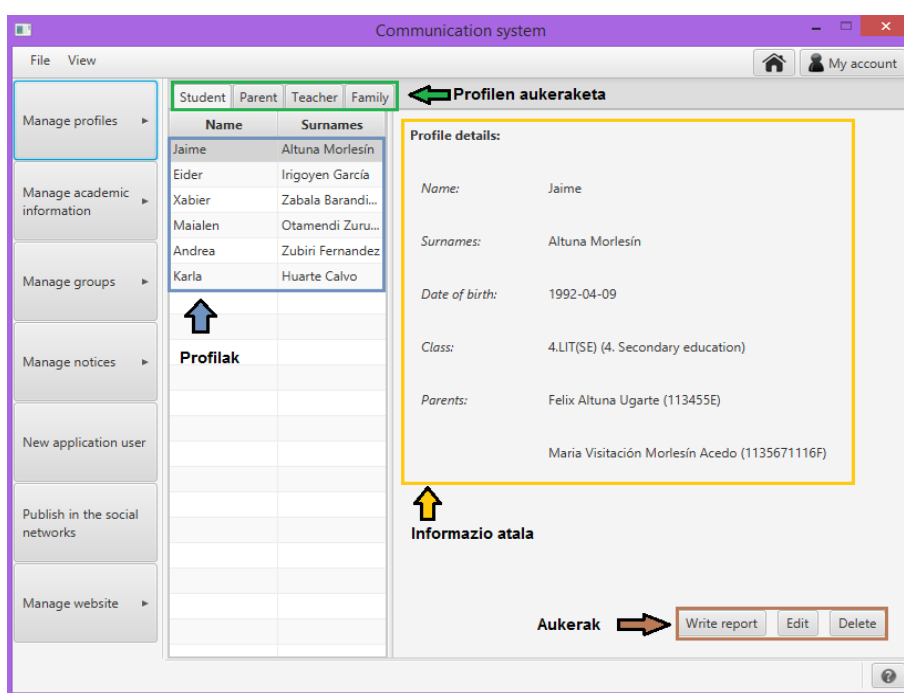 Communication system
File View
My account
Manage profiles
Manage academic
information
Manage groups
Manage notices
New application user
Publish in the social
networks
Manage website
Student Parent Teacher Family
Profilen aukeraketa
Name Surnames
Jaime Altuna Morlesín
Eider Irigoyen García
Xabier Zabala Barandi...
Maialen Otamendi Zuru...
Andrea Zubiri Fernandez
Karla Huarte Calvo
Profilak
Profile details:
Name: Jaime
Surnames: Altuna Morlesín
Date of birth: 1992-04-09
Class: 4.LIT(SE) (4. Secondary education)
Parents: Felix Altuna Ugarte (113455E)
Maria Visitación Morlesín Acedo (1135671116F)
Informazio atala
Aukerak
Write report Edit Delete